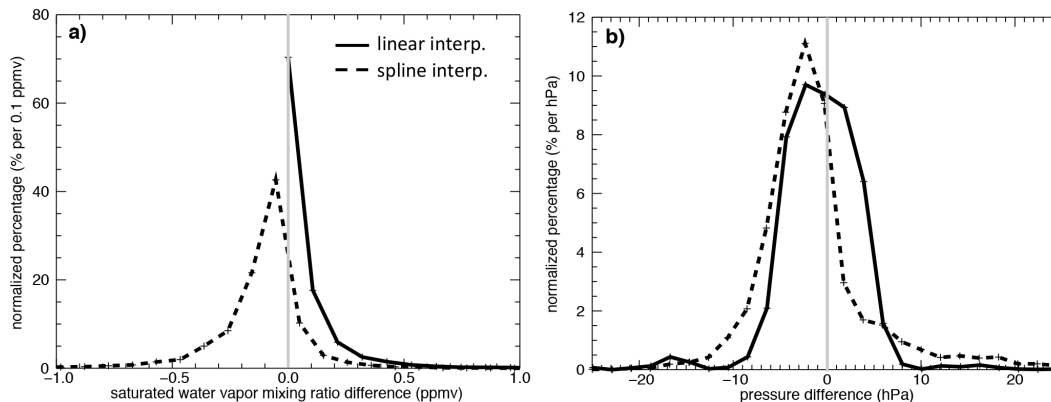 a)
linear interp.
spline interp.
normalized percentage (% per 0.1 ppmv)
80
60
40
20
0
−1.0 −0.5 0.0 0.5 1.0
saturated water vapor mixing ratio difference (ppmv)
b)
normalized percentage (% per hPa)
12
10
8
6
4
2
0
−20 −10 0 10 20
pressure difference (hPa)